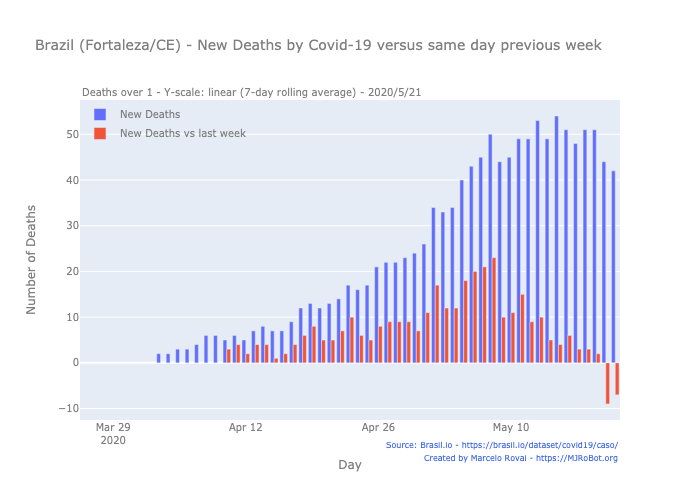 Brazil (Fortaleza/CE) - New Deaths by Covid-19 versus same day previous week
Deaths over 1 - Y-scale: linear (7-day rolling average) - 2020/5/21
New Deaths
New Deaths vs last week
50
40
30
20
10
0
−10
Number of Deaths
Mar 29
2020
Apr 12
Apr 26
May 10
Day
Source: Brasil.io - https://brasil.io/dataset/covid19/caso/
Created by Marcelo Rovai - https://MJRoBot.org